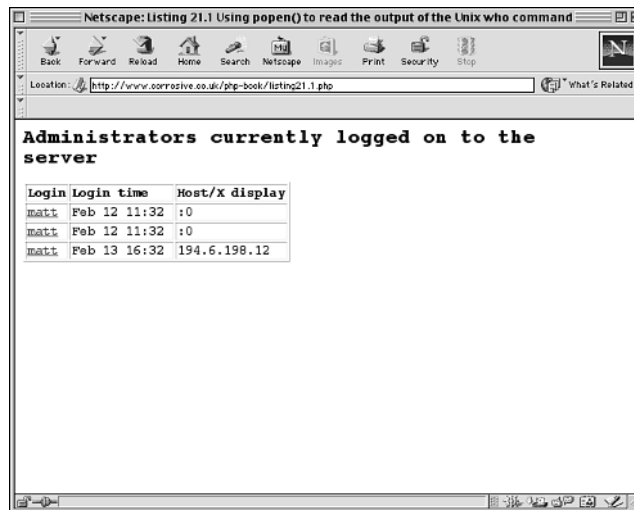 Netscape: Listing 21.1 Using popen() to read the output of the Unix who command
Back Forward Reload Home Search Netscape Images Print Security Stop
N
Location: http://www.corrosive.co.uk/php-book/listing21.1.php What's Related
Administrators currently logged on to the
server
Login Login time Host/X display
matt Feb 12 11:32 :0
matt Feb 12 11:32 :0
matt Feb 13 16:32 194.6.198.12